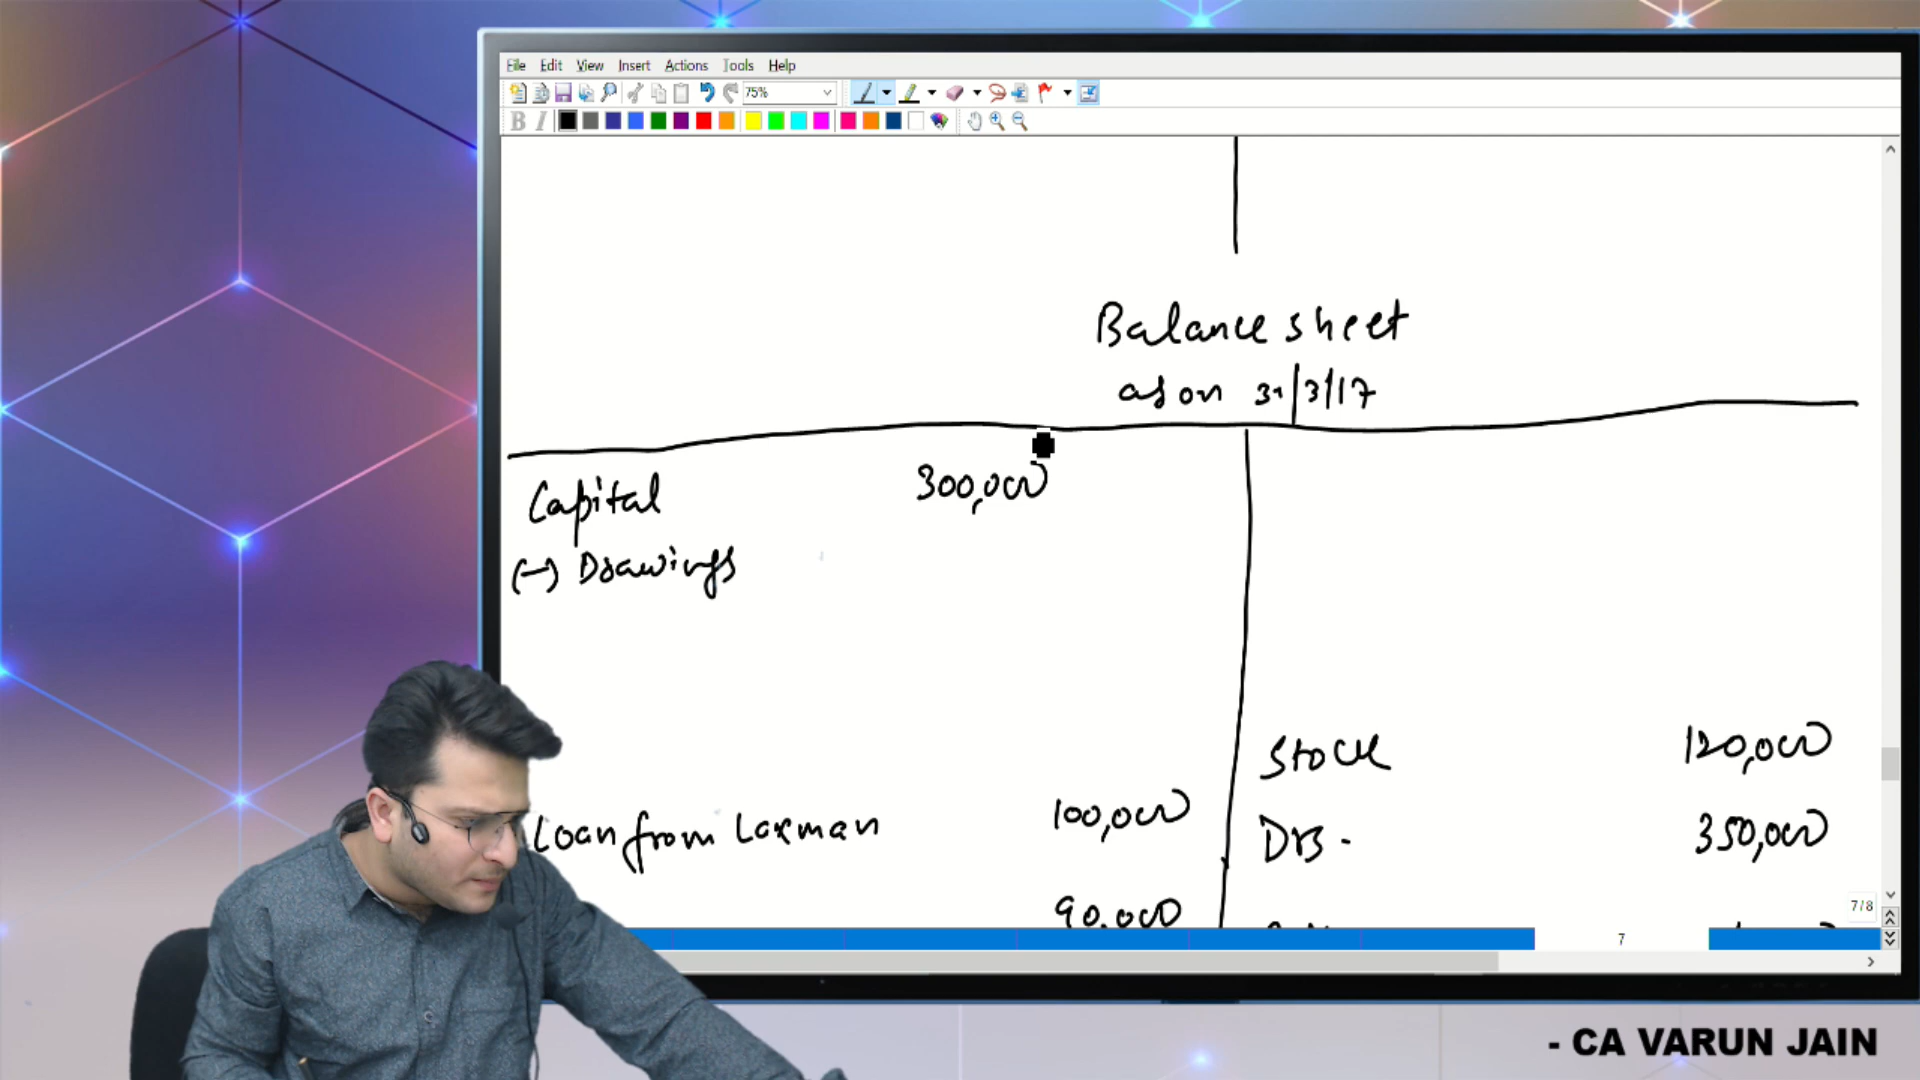 File Edit View Insert Actions Tools Help
75%
B I
Balance sheet
as on 31/3/17
Capital 300,000
(-) Drawings
Stock 120,000
Loan from Laxman 100,000
Drs. 350,000
90,000
7/8
7
- CA VARUN JAIN